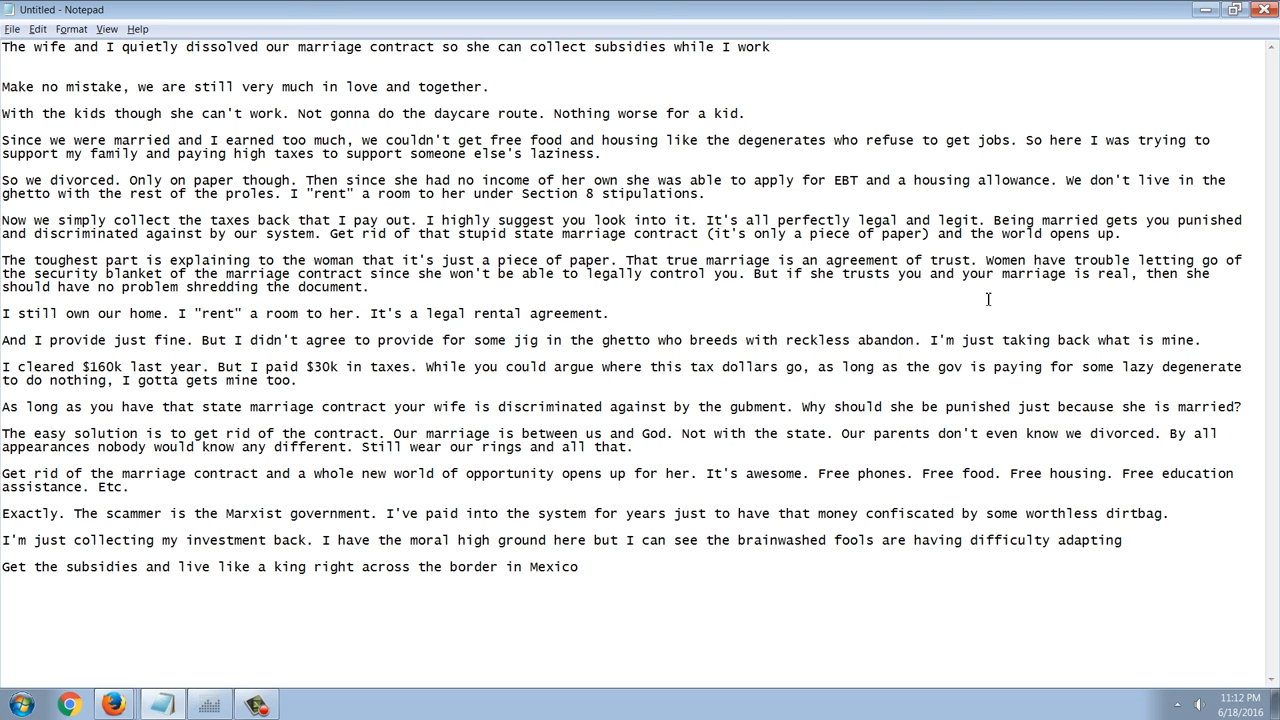 Untitled - Notepad
File Edit Format View Help
The wife and I quietly dissolved our marriage contract so she can collect subsidies while I work
Make no mistake, we are still very much in love and together.
With the kids though she can't work. Not gonna do the daycare route. Nothing worse for a kid.
Since we were married and I earned too much, we couldn't get free food and housing like the degenerates who refuse to get jobs. So here I was trying to
support my family and paying high taxes to support someone else's laziness.
So we divorced. Only on paper though. Then since she had no income of her own she was able to apply for EBT and a housing allowance. We don't live in the
ghetto with the rest of the proles. I "rent" a room to her under Section 8 stipulations.
Now we simply collect the taxes back that I pay out. I highly suggest you look into it. It's all perfectly legal and legit. Being married gets you punished
and discriminated against by our system. Get rid of that stupid state marriage contract (it's only a piece of paper) and the world opens up.
The toughest part is explaining to the woman that it's just a piece of paper. That true marriage is an agreement of trust. Women have trouble letting go of
the security blanket of the marriage contract since she won't be able to legally control you. But if she trusts you and your marriage is real, then she
should have no problem shredding the document.
I still own our home. I "rent" a room to her. It's a legal rental agreement.
And I provide just fine. But I didn't agree to provide for some jig in the ghetto who breeds with reckless abandon. I'm just taking back what is mine.
I cleared $160k last year. But I paid $30k in taxes. While you could argue where this tax dollars go, as long as the gov is paying for some lazy degenerate
to do nothing, I gotta gets mine too.
As long as you have that state marriage contract your wife is discriminated against by the gubment. Why should she be punished just because she is married?
The easy solution is to get rid of the contract. Our marriage is between us and God. Not with the state. Our parents don't even know we divorced. By all
appearances nobody would know any different. Still wear our rings and all that.
Get rid of the marriage contract and a whole new world of opportunity opens up for her. It's awesome. Free phones. Free food. Free housing. Free education
assistance. Etc.
Exactly. The scammer is the Marxist government. I've paid into the system for years just to have that money confiscated by some worthless dirtbag.
I'm just collecting my investment back. I have the moral high ground here but I can see the brainwashed fools are having difficulty adapting
Get the subsidies and live like a king right across the border in Mexico
11:12 PM
6/18/2016